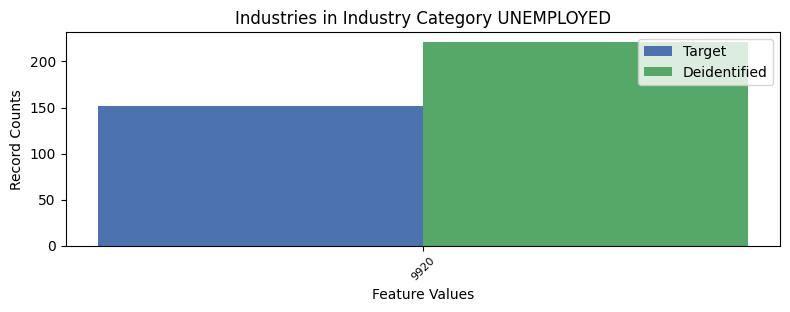 Industries in Industry Category UNEMPLOYED
Target
Deidentified
Record Counts
200
150
100
50
0
9920
Feature Values